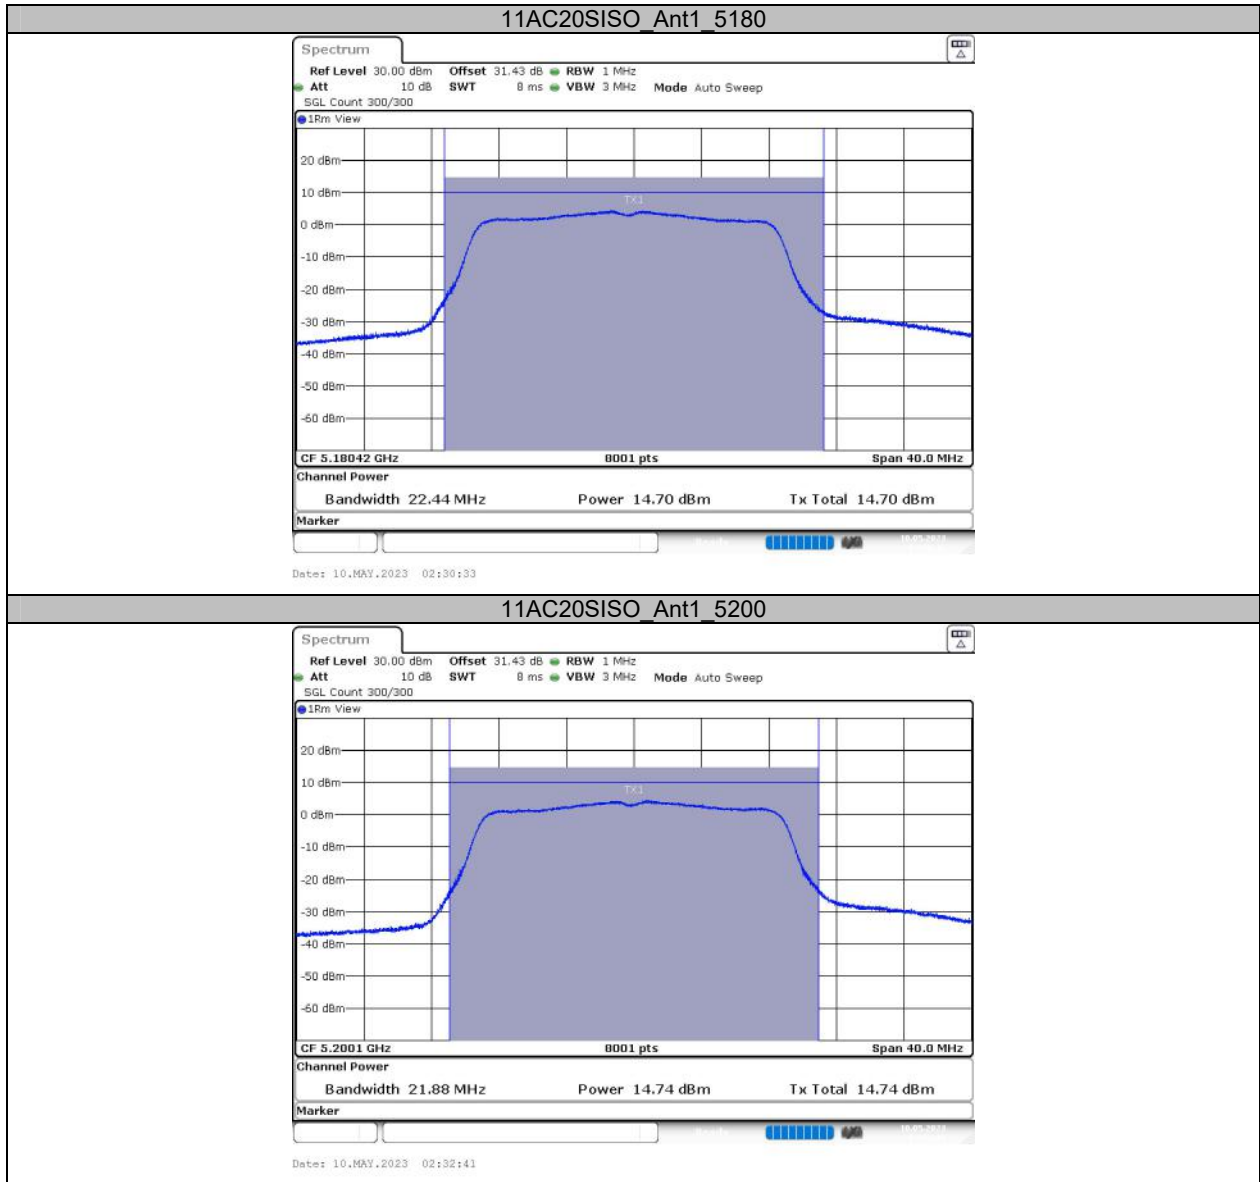 11AC20SISO_Ant1_5180
Spectrum
Ref Level 30.00 dBm Offset 31.43 dB RBW 1 MHz
Att 10 dB SWT 8 ms VBW 3 MHz Mode Auto Sweep
SGL Count 300/300
1Rm View
20 dBm
10 dBm
TX1
0 dBm
-10 dBm
-20 dBm
-30 dBm
-40 dBm
-50 dBm
-60 dBm
CF 5.18042 GHz 8001 pts Span 40.0 MHz
Channel Power
Bandwidth 22.44 MHz Power 14.70 dBm Tx Total 14.70 dBm
Marker
Date: 10.MAY.2023 02:30:33
11AC20SISO_Ant1_5200
Spectrum
Ref Level 30.00 dBm Offset 31.43 dB RBW 1 MHz
Att 10 dB SWT 8 ms VBW 3 MHz Mode Auto Sweep
SGL Count 300/300
1Rm View
20 dBm
10 dBm
TX1
0 dBm
-10 dBm
-20 dBm
-30 dBm
-40 dBm
-50 dBm
-60 dBm
CF 5.2001 GHz 8001 pts Span 40.0 MHz
Channel Power
Bandwidth 21.88 MHz Power 14.74 dBm Tx Total 14.74 dBm
Marker
Date: 10.MAY.2023 02:32:41